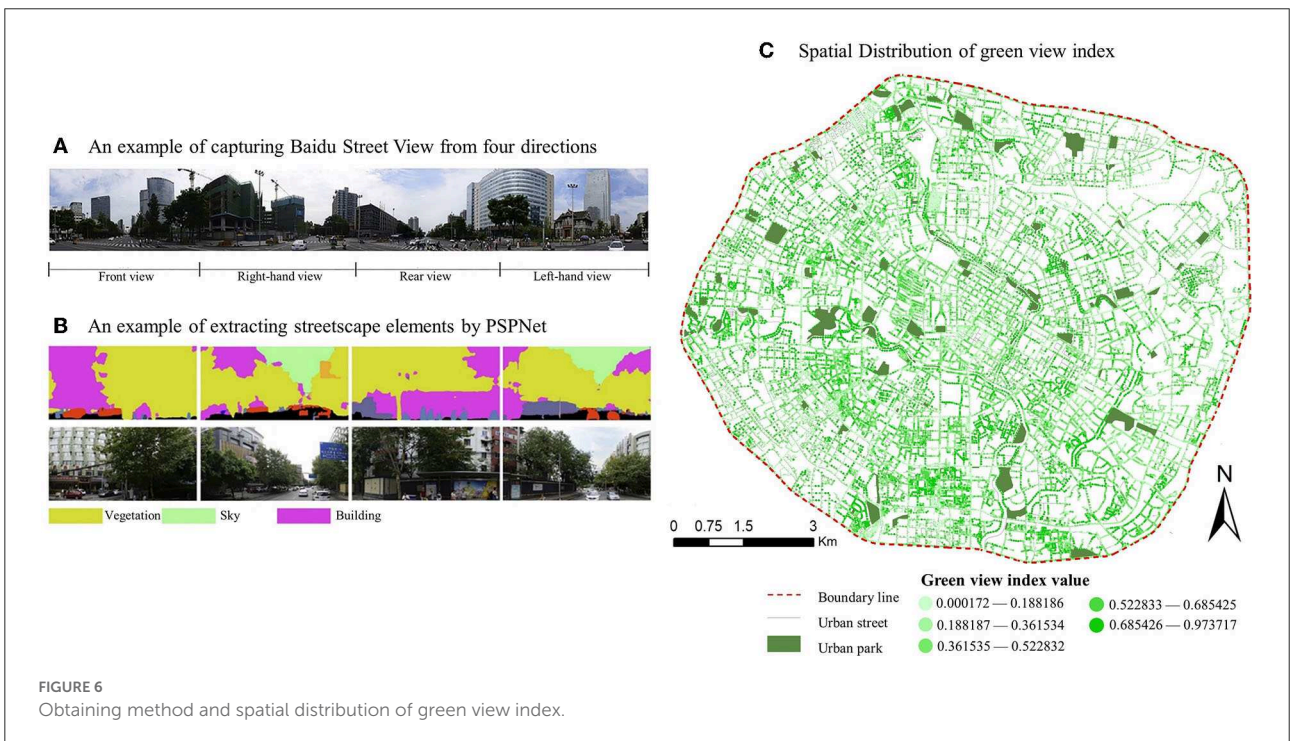 A An example of capturing Baidu Street View from four directions
Front view Right-hand view Rear view Left-hand view
B An example of extracting streetscape elements by PSPNet
Vegetation Sky Building
C Spatial Distribution of green view index
N
0 0.75 1.5 3
Km
Green view index value
Boundary line
Urban street
Urban park
0.000172 — 0.188186
0.188187 — 0.361534
0.361535 — 0.522832
0.522833 — 0.685425
0.685426 — 0.973717
FIGURE 6
Obtaining method and spatial distribution of green view index.